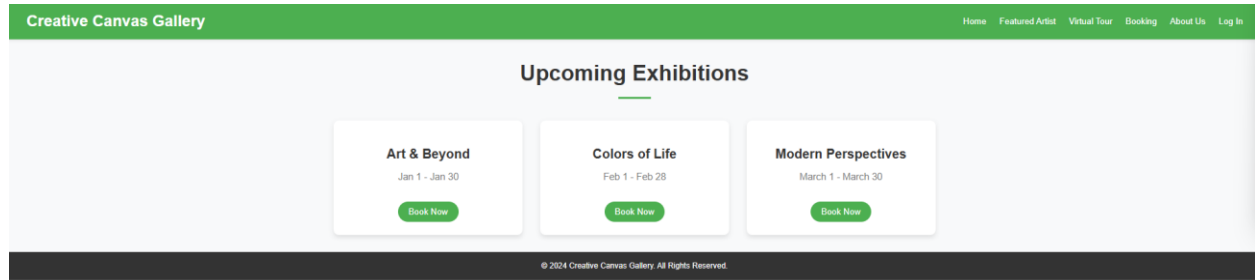 Creative Canvas Gallery
Home Featured Artist Virtual Tour Booking About Us Log In
Upcoming Exhibitions
Art & Beyond
Jan 1 - Jan 30
Book Now
Colors of Life
Feb 1 - Feb 28
Book Now
Modern Perspectives
March 1 - March 30
Book Now
© 2024 Creative Canvas Gallery. All Rights Reserved.